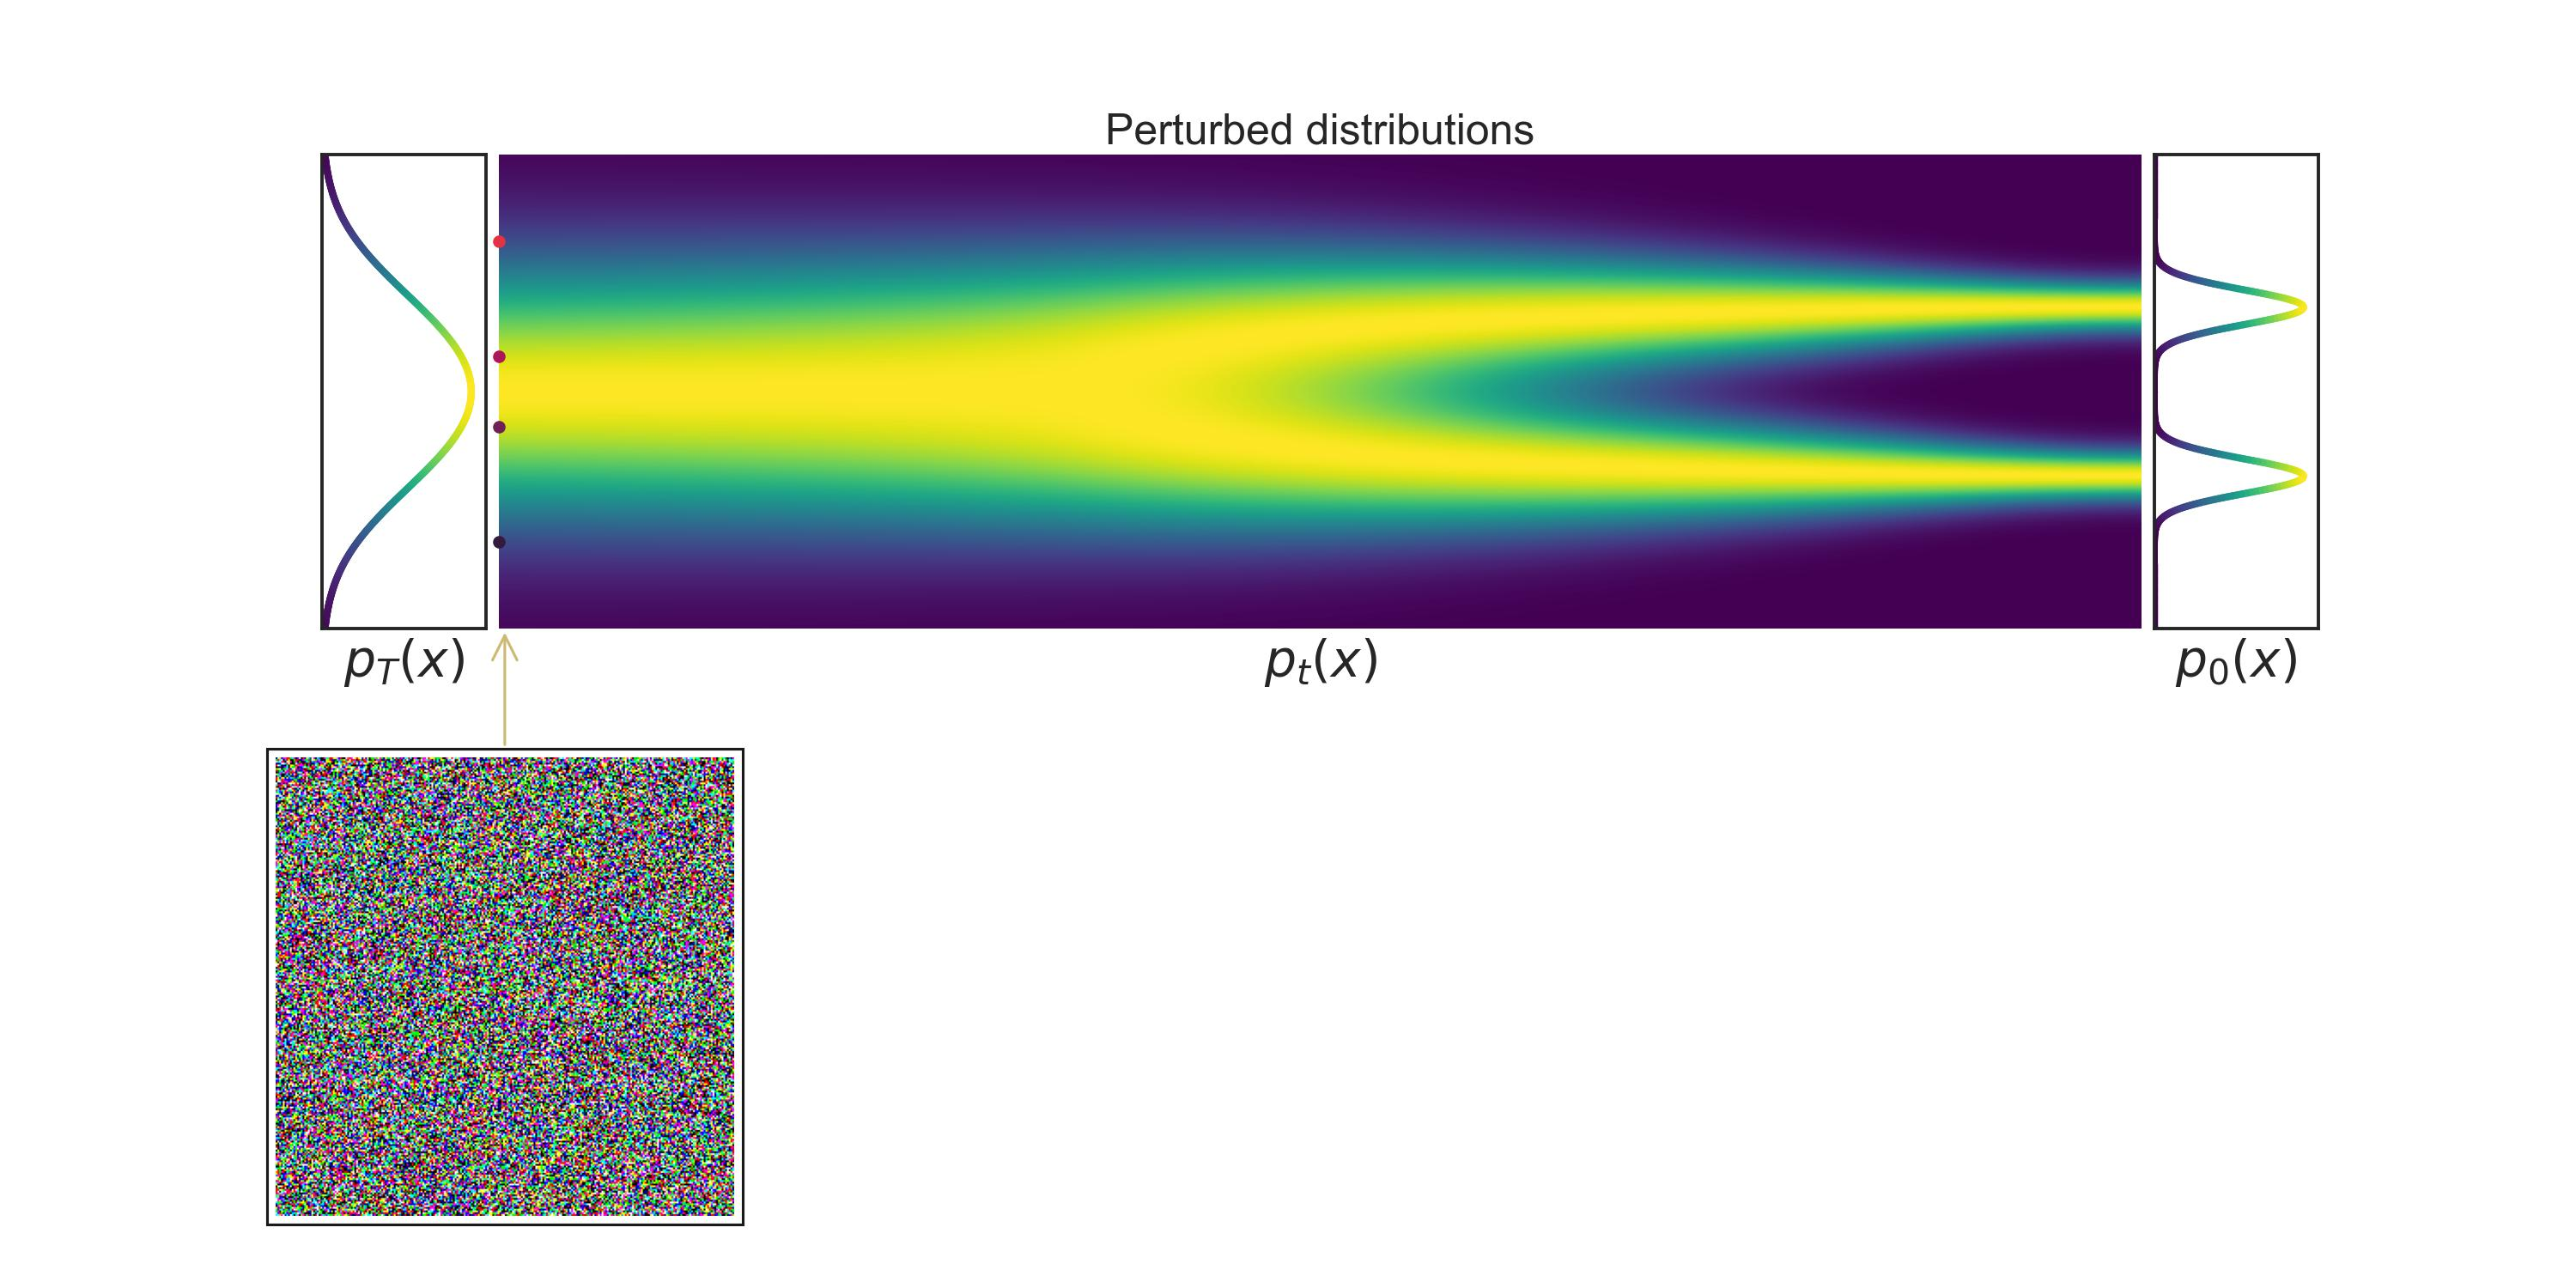 Perturbed distributions
p_T(x)
p_t(x)
p_0(x)